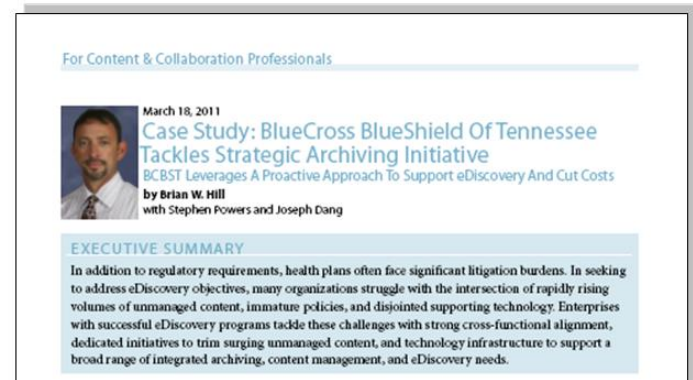 For Content & Collaboration Professionals
March 18, 2011
Case Study: BlueCross BlueShield Of Tennessee
Tackles Strategic Archiving Initiative
BCBST Leverages A Proactive Approach To Support eDiscovery And Cut Costs
by Brian W. Hill
with Stephen Powers and Joseph Dang
EXECUTIVE SUMMARY
In addition to regulatory requirements, health plans often face significant litigation burdens. In seeking
to address eDiscovery objectives, many organizations struggle with the intersection of rapidly rising
volumes of unmanaged content, immature policies, and disjointed supporting technology. Enterprises
with successful eDiscovery programs tackle these challenges with strong cross-functional alignment,
dedicated initiatives to trim surging unmanaged content, and technology infrastructure to support a
broad range of integrated archiving, content management, and eDiscovery needs.